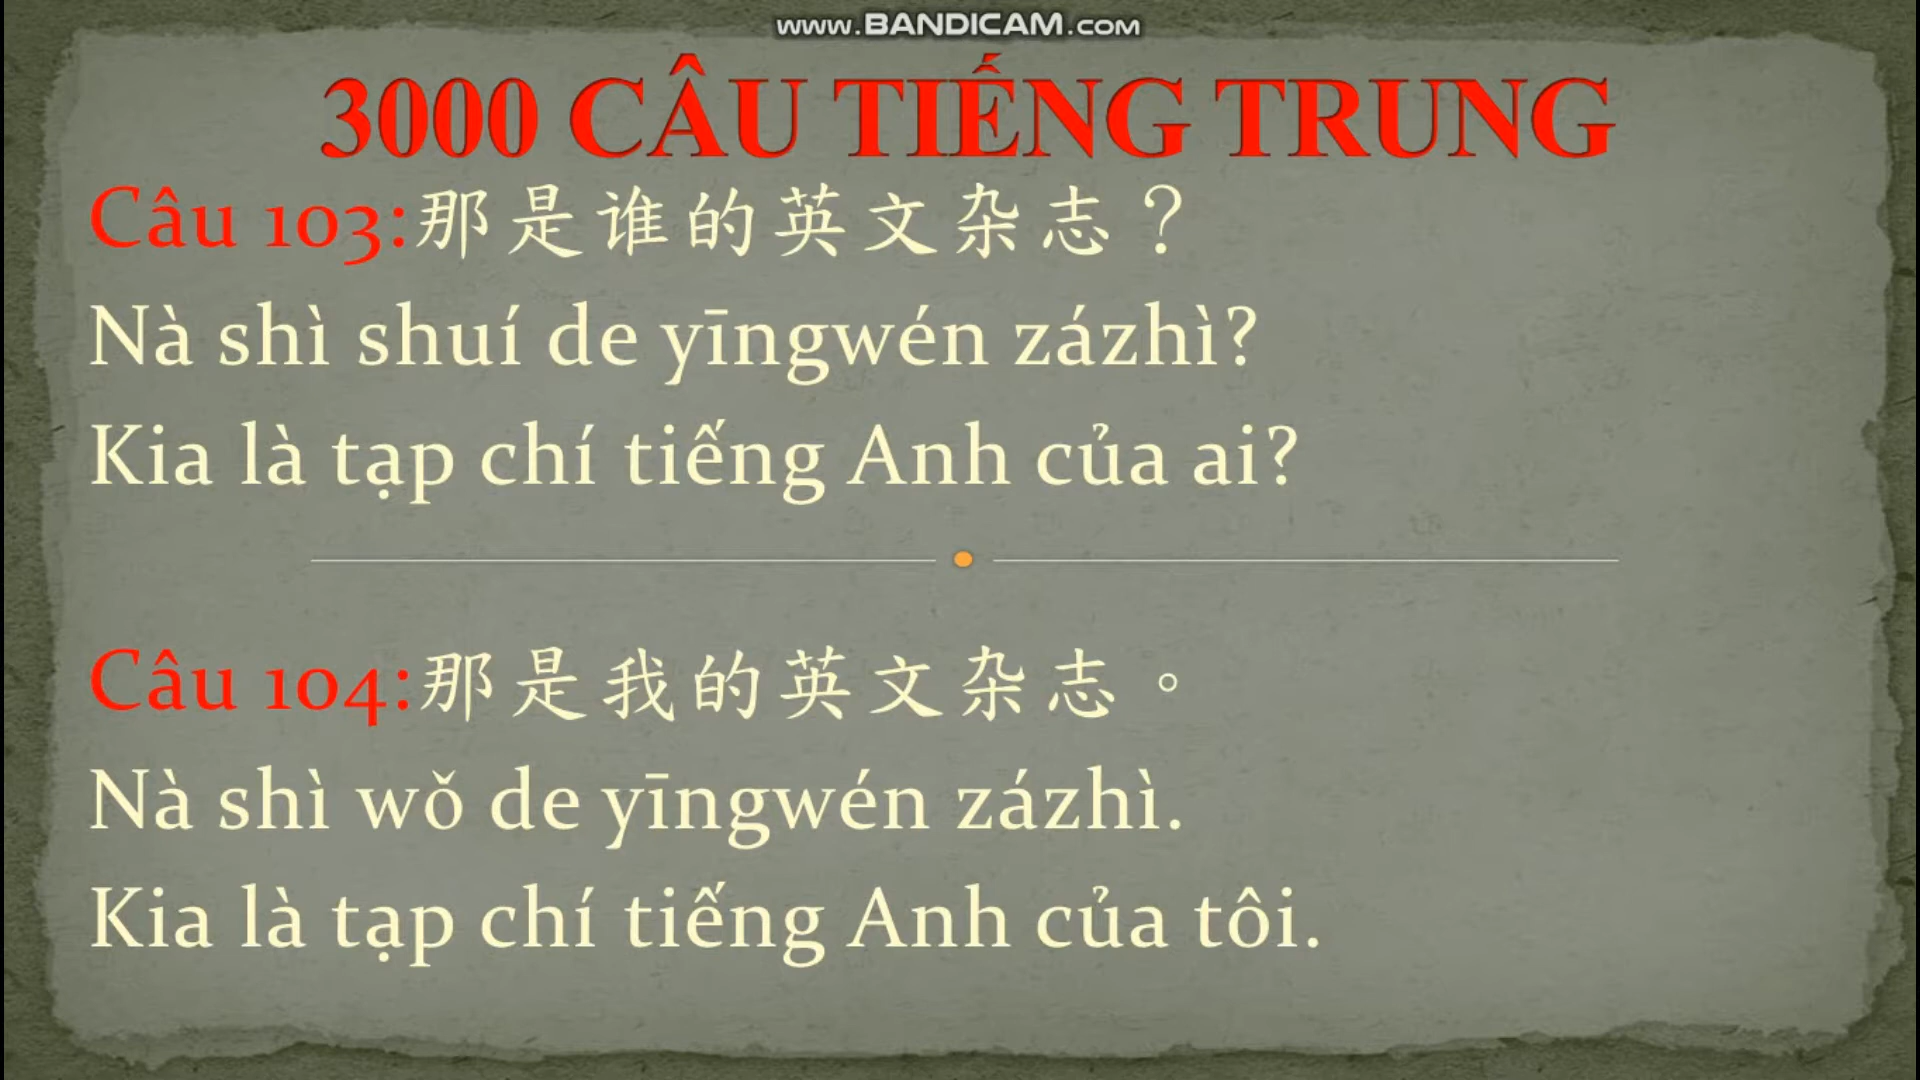 www.BANDICAM.com
3000 CÂU TIẾNG TRUNG
Câu 103:那是谁的英文杂志？
Nà shì shuí de yīngwén zázhì?
Kia là tạp chí tiếng Anh của ai?
Câu 104:那是我的英文杂志。
Nà shì wǒ de yīngwén zázhì.
Kia là tạp chí tiếng Anh của tôi.